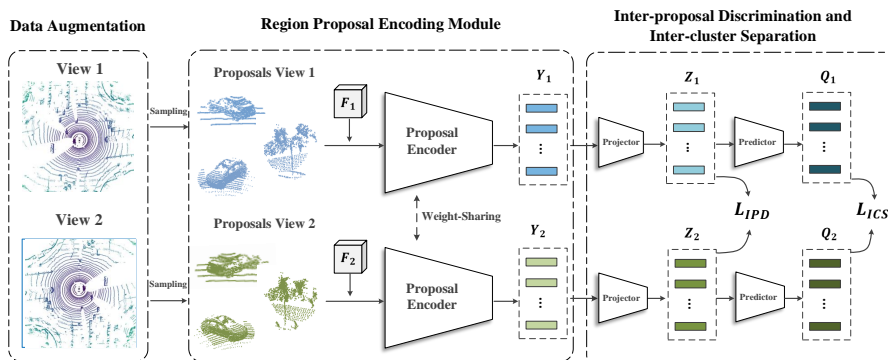 Data Augmentation
Region Proposal Encoding Module
Inter-proposal Discrimination and
Inter-cluster Separation
View 1
Sampling
Proposals View 1
F1
Proposal
Encoder
Y1
⋮
Projector
Z1
⋮
Predictor
Q1
⋮
Weight-Sharing
LIPD
LICS
View 2
Sampling
Proposals View 2
F2
Proposal
Encoder
Y2
⋮
Projector
Z2
⋮
Predictor
Q2
⋮